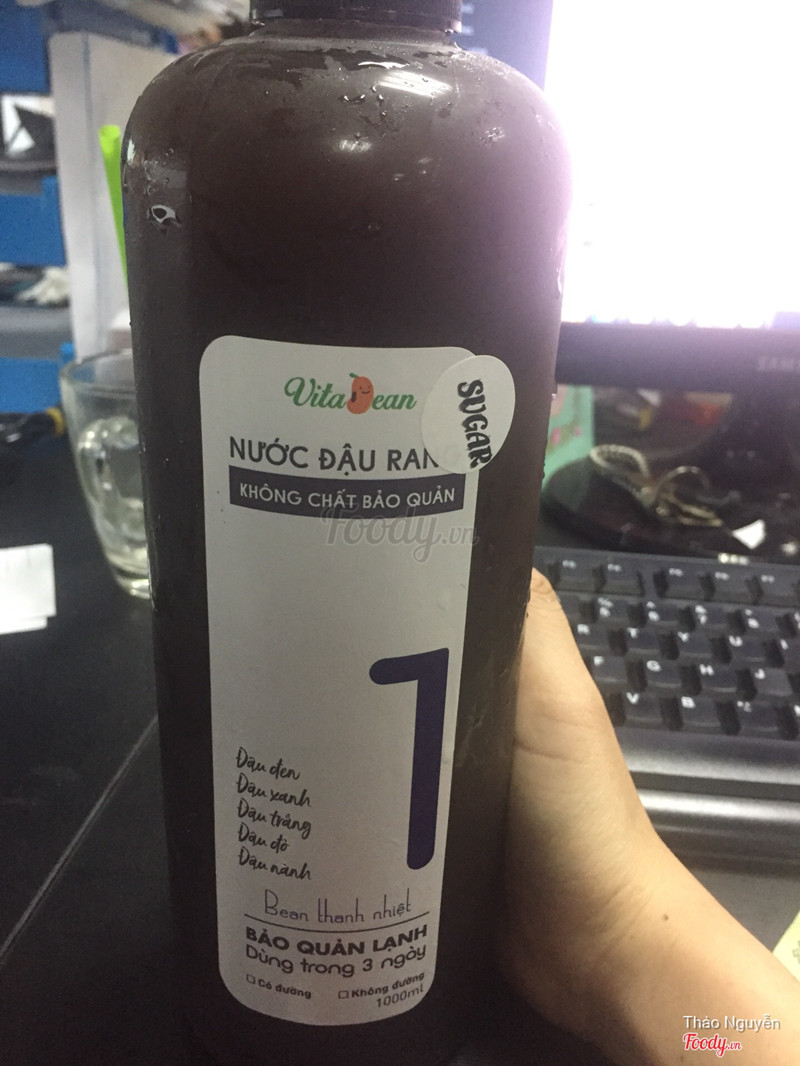 VitaBean
SUGAR
NƯỚC ĐẬU RAN
KHÔNG CHẤT BẢO QUẢN
Foody.vn
1
Đậu đen
Đậu xanh
Đậu trắng
Đậu đỏ
Đậu nành
Bean thanh nhiệt
BẢO QUẢN LẠNH
Dùng trong 3 ngày
Có đường Không đường
1000ml
Thảo Nguyễn
Foody.vn